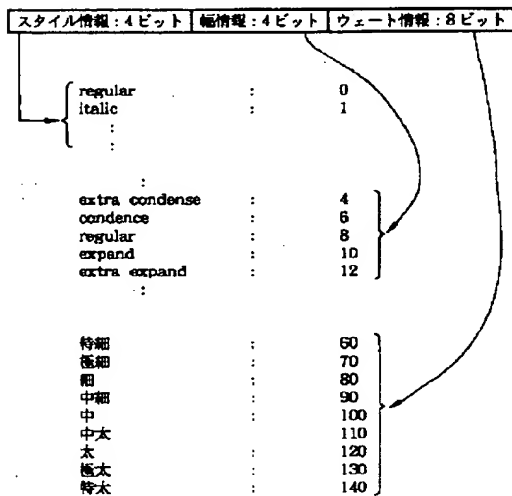 スタイル情報：4ビット 幅情報：4ビット ウェート情報：8ビット
regular : 0
italic : 1
:
:
:
extra condense : 4
condence : 6
regular : 8
expand : 10
extra expand : 12
:
特細 : 60
極細 : 70
細 : 80
中細 : 90
中 : 100
中太 110
太 : 120
極太 : 130
特太 : 140